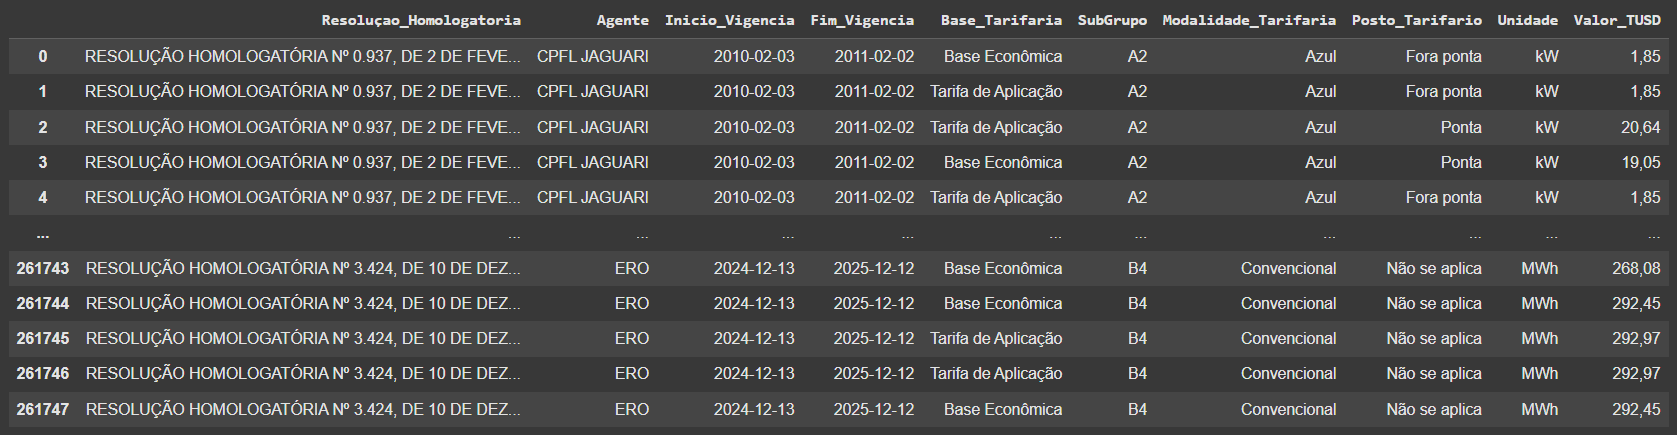 Resoluçao_Homologatoria Agente Inicio_Vigencia Fim_Vigencia Base_Tarifaria SubGrupo Modalidade_Tarifaria Posto_Tarifario Unidade Valor_TUSD
0 RESOLUÇÃO HOMOLOGATÓRIA Nº 0.937, DE 2 DE FEVE... CPFL JAGUARI 2010-02-03 2011-02-02 Base Econômica A2 Azul Fora ponta kW 1,85
1 RESOLUÇÃO HOMOLOGATÓRIA Nº 0.937, DE 2 DE FEVE... CPFL JAGUARI 2010-02-03 2011-02-02 Tarifa de Aplicação A2 Azul Fora ponta kW 1,85
2 RESOLUÇÃO HOMOLOGATÓRIA Nº 0.937, DE 2 DE FEVE... CPFL JAGUARI 2010-02-03 2011-02-02 Tarifa de Aplicação A2 Azul Ponta kW 20,64
3 RESOLUÇÃO HOMOLOGATÓRIA Nº 0.937, DE 2 DE FEVE... CPFL JAGUARI 2010-02-03 2011-02-02 Base Econômica A2 Azul Ponta kW 19,05
4 RESOLUÇÃO HOMOLOGATÓRIA Nº 0.937, DE 2 DE FEVE... CPFL JAGUARI 2010-02-03 2011-02-02 Tarifa de Aplicação A2 Azul Fora ponta kW 1,85
... ... ... ... ... ... ... ... ... ... ...
261743 RESOLUÇÃO HOMOLOGATÓRIA Nº 3.424, DE 10 DE DEZ... ERO 2024-12-13 2025-12-12 Base Econômica B4 Convencional Não se aplica MWh 268,08
261744 RESOLUÇÃO HOMOLOGATÓRIA Nº 3.424, DE 10 DE DEZ... ERO 2024-12-13 2025-12-12 Base Econômica B4 Convencional Não se aplica MWh 292,45
261745 RESOLUÇÃO HOMOLOGATÓRIA Nº 3.424, DE 10 DE DEZ... ERO 2024-12-13 2025-12-12 Tarifa de Aplicação B4 Convencional Não se aplica MWh 292,97
261746 RESOLUÇÃO HOMOLOGATÓRIA Nº 3.424, DE 10 DE DEZ... ERO 2024-12-13 2025-12-12 Tarifa de Aplicação B4 Convencional Não se aplica MWh 292,97
261747 RESOLUÇÃO HOMOLOGATÓRIA Nº 3.424, DE 10 DE DEZ... ERO 2024-12-13 2025-12-12 Base Econômica B4 Convencional Não se aplica MWh 292,45